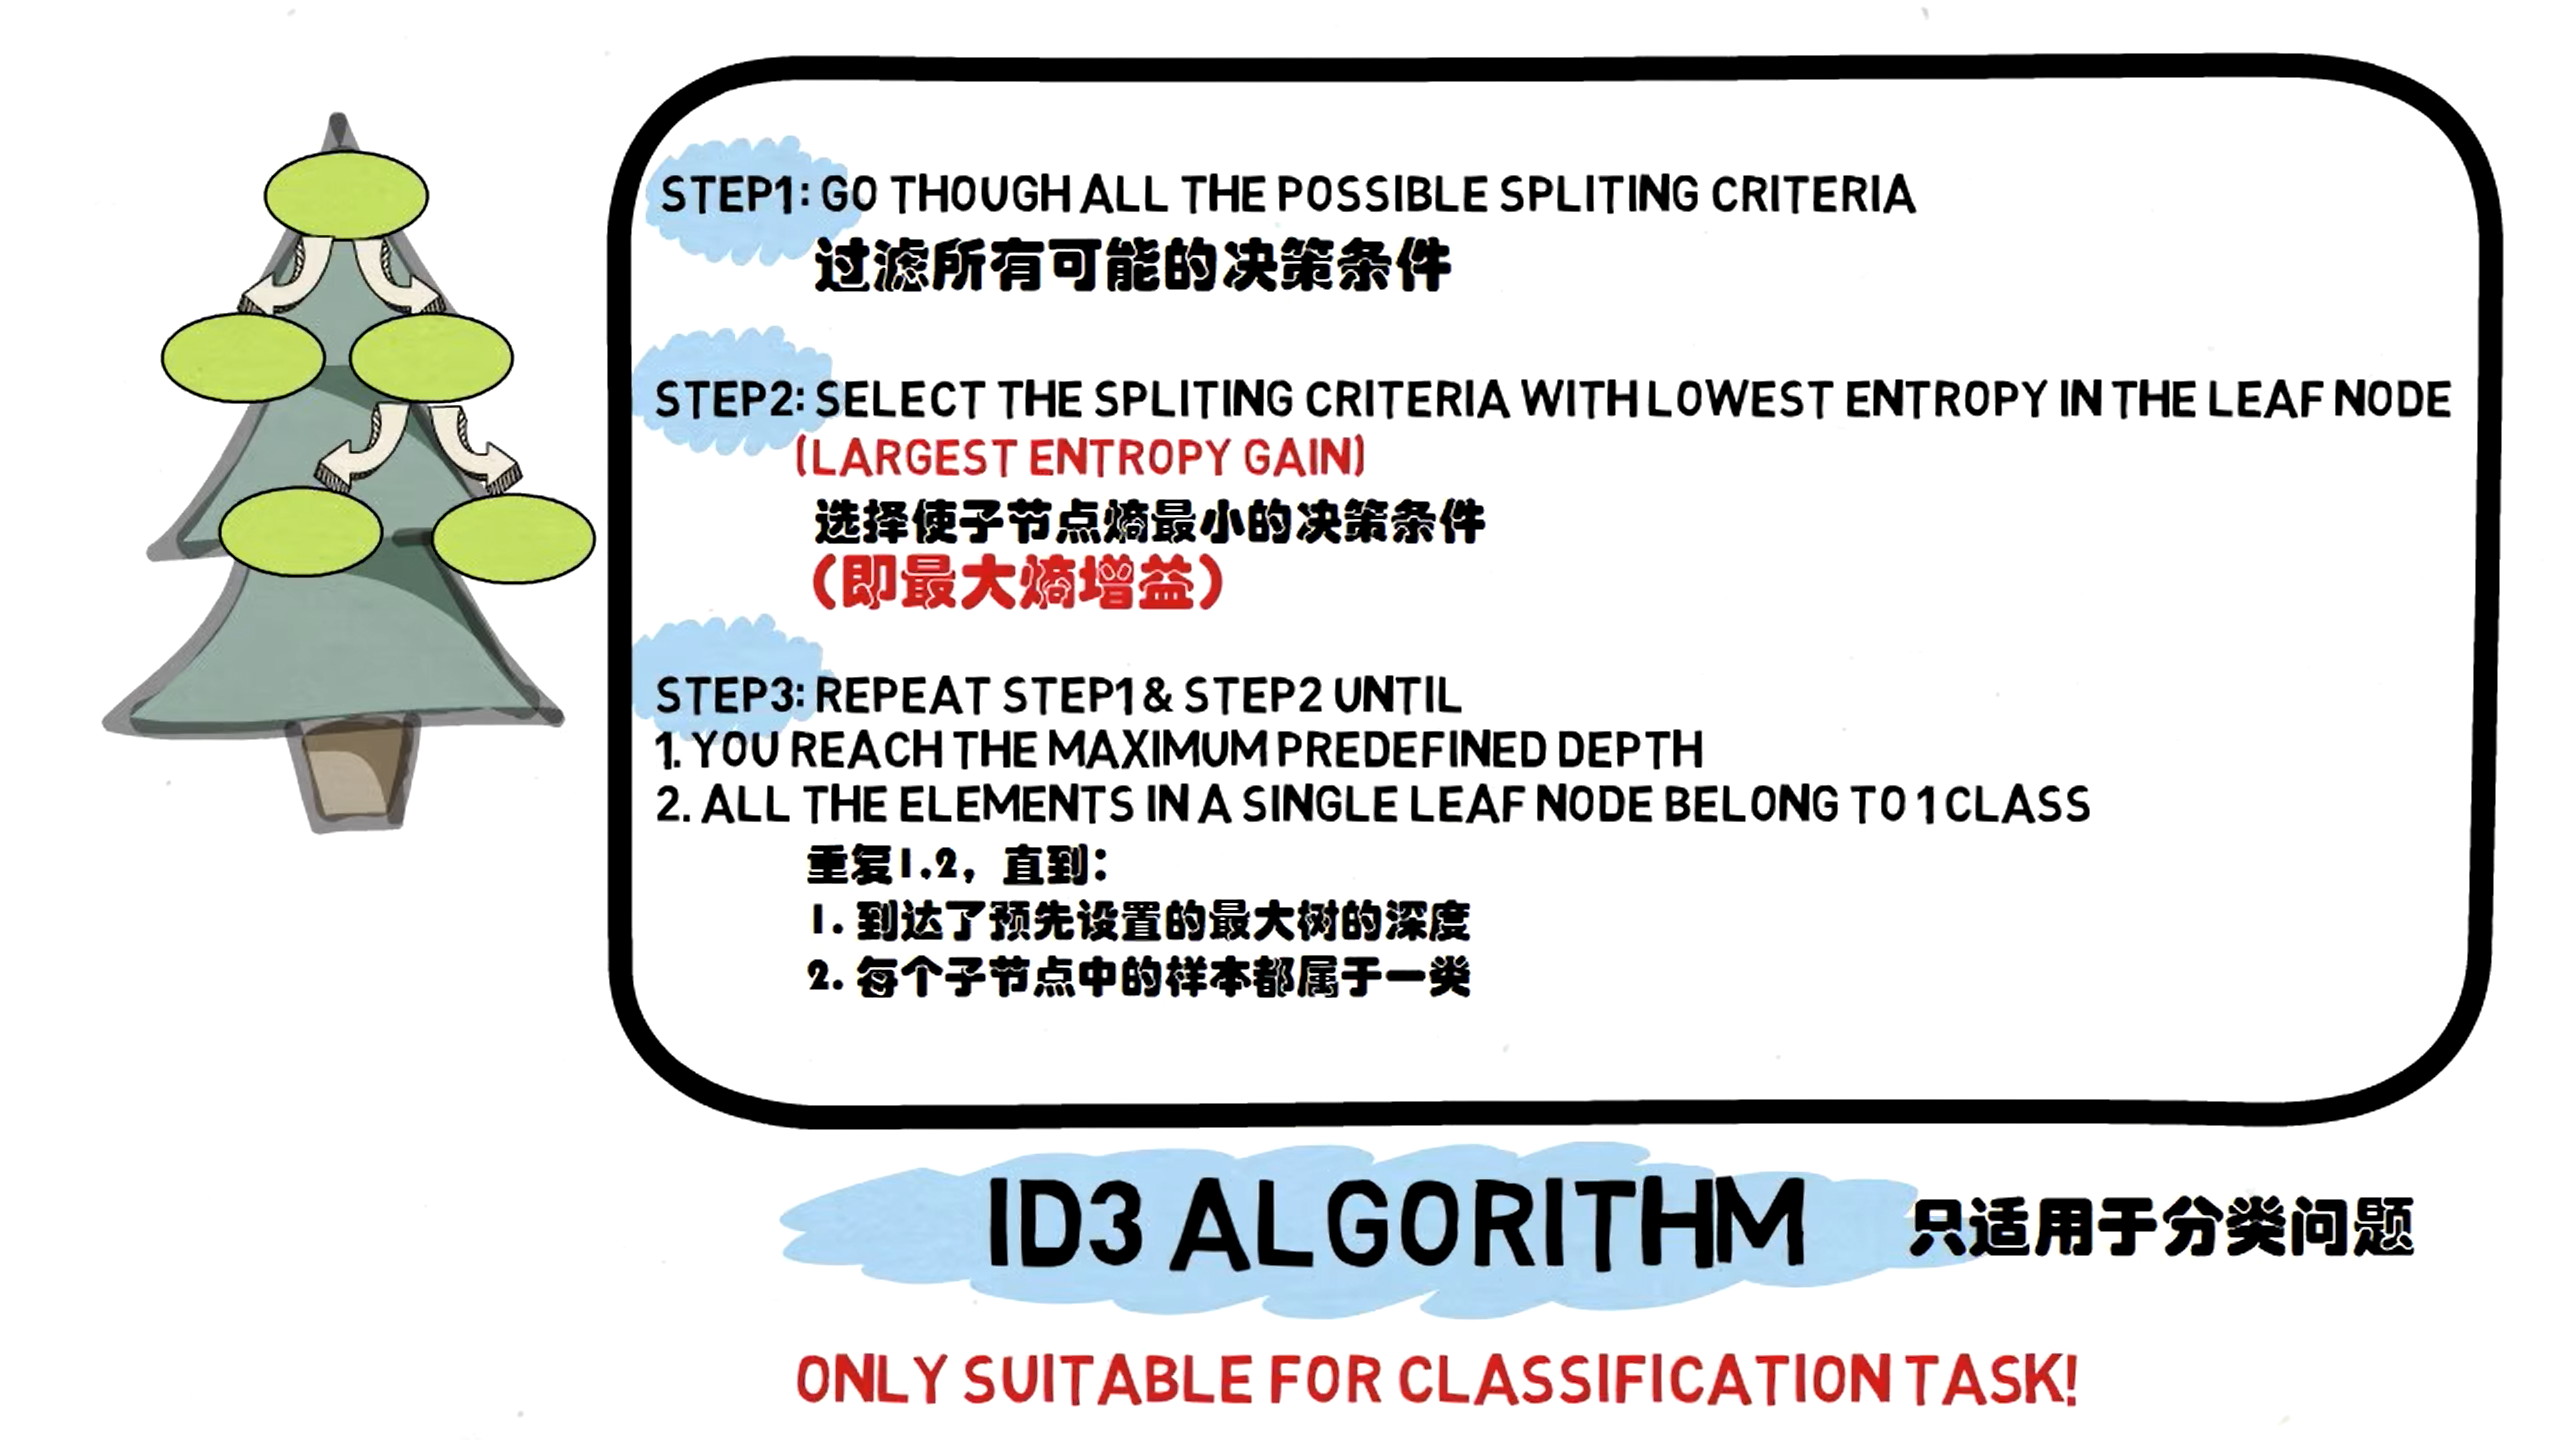 STEP1: GO THOUGH ALL THE POSSIBLE SPLITING CRITERIA
过滤所有可能的决策条件
STEP2: SELECT THE SPLITING CRITERIA WITH LOWEST ENTROPY IN THE LEAF NODE
(LARGEST ENTROPY GAIN)
选择使子节点熵最小的决策条件
(即最大熵增益)
STEP3: REPEAT STEP1 & STEP2 UNTIL
1. YOU REACH THE MAXIMUM PREDEFINED DEPTH
2. ALL THE ELEMENTS IN A SINGLE LEAF NODE BELONG TO 1 CLASS
重复1.2，直到：
1. 到达了预先设置的最大树的深度
2. 每个子节点中的样本都属于一类
ID3 ALGORITHM 只适用于分类问题
ONLY SUITABLE FOR CLASSIFICATION TASK!